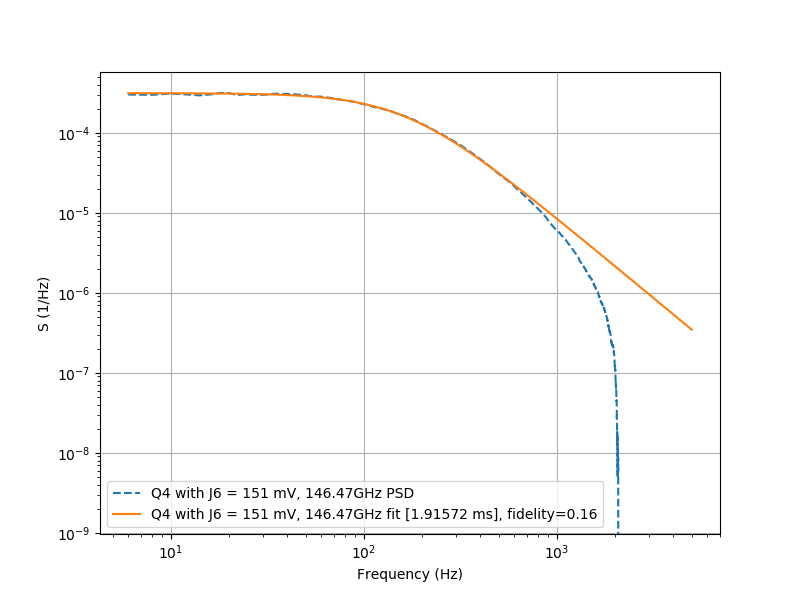 S (1/Hz)
10⁻⁴
10⁻⁵
10⁻⁶
10⁻⁷
10⁻⁸
10⁻⁹
Q4 with J6 = 151 mV, 146.47GHz PSD
Q4 with J6 = 151 mV, 146.47GHz fit [1.91572 ms], fidelity=0.16
10¹ 10² 10³
Frequency (Hz)